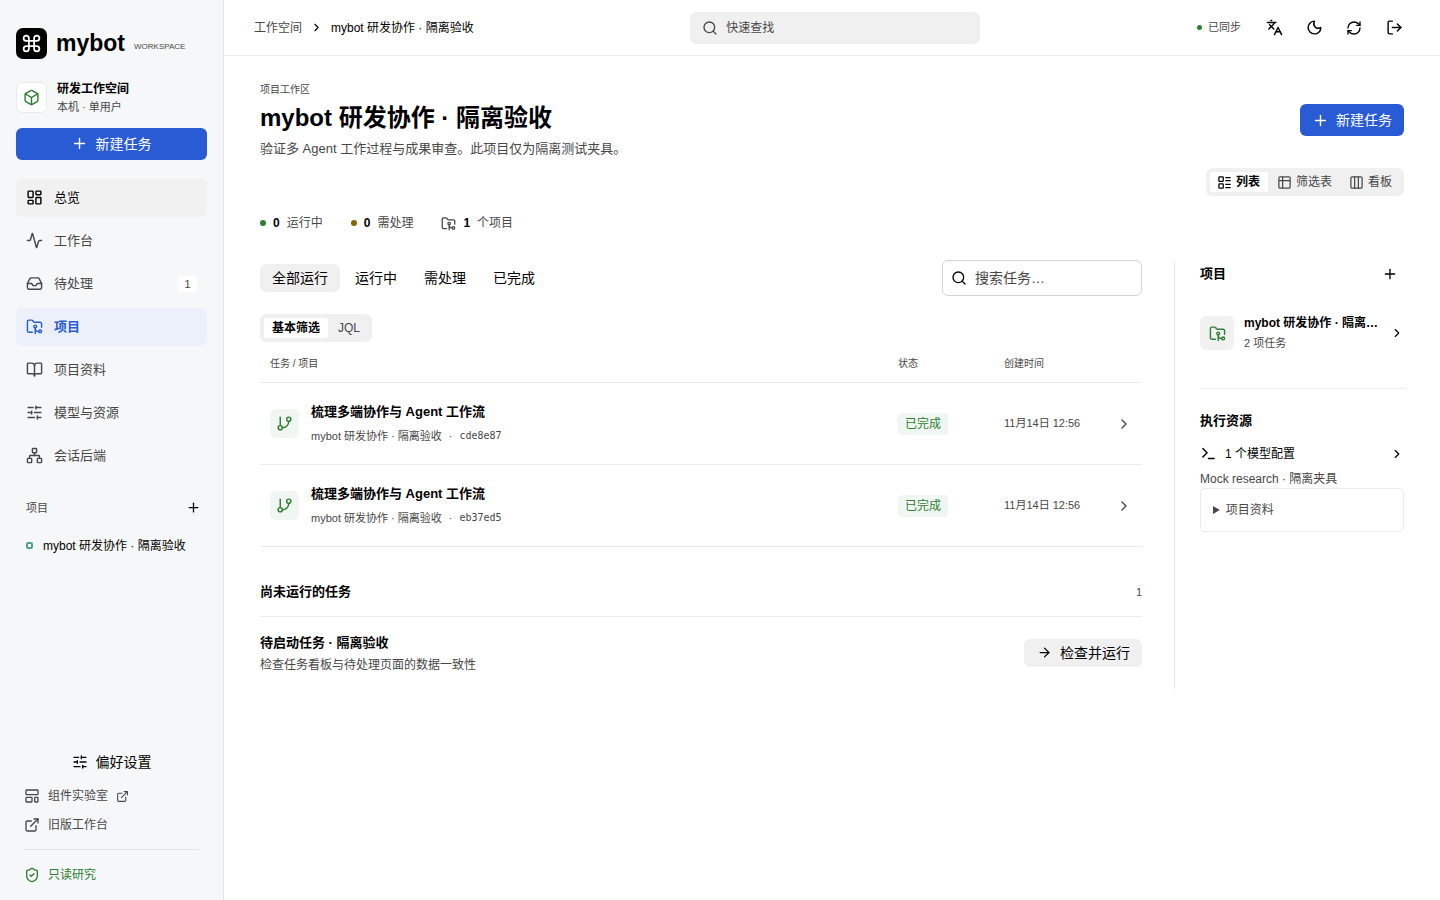 mybot WORKSPACE
研发工作空间
本机 · 单用户
新建任务
总览
工作台
待处理 1
项目
项目资料
模型与资源
会话后端
项目
mybot 研发协作 · 隔离验收
偏好设置
组件实验室
旧版工作台
只读研究
工作空间 mybot 研发协作 · 隔离验收
快速查找
已同步
项目工作区
mybot 研发协作 · 隔离验收
验证多 Agent 工作过程与成果审查。此项目仅为隔离测试夹具。
新建任务
列表 筛选表 看板
0 运行中 0 需处理 1 个项目
全部运行 运行中 需处理 已完成
搜索任务…
基本筛选 JQL
任务 / 项目 状态 创建时间
梳理多端协作与 Agent 工作流
mybot 研发协作 · 隔离验收 · cde8e87
已完成 11月14日 12:56
梳理多端协作与 Agent 工作流
mybot 研发协作 · 隔离验收 · eb37ed5
已完成 11月14日 12:56
尚未运行的任务 1
待启动任务 · 隔离验收
检查任务看板与待处理页面的数据一致性
检查并运行
项目
mybot 研发协作 · 隔离…
2 项任务
执行资源
1 个模型配置
Mock research · 隔离夹具
项目资料